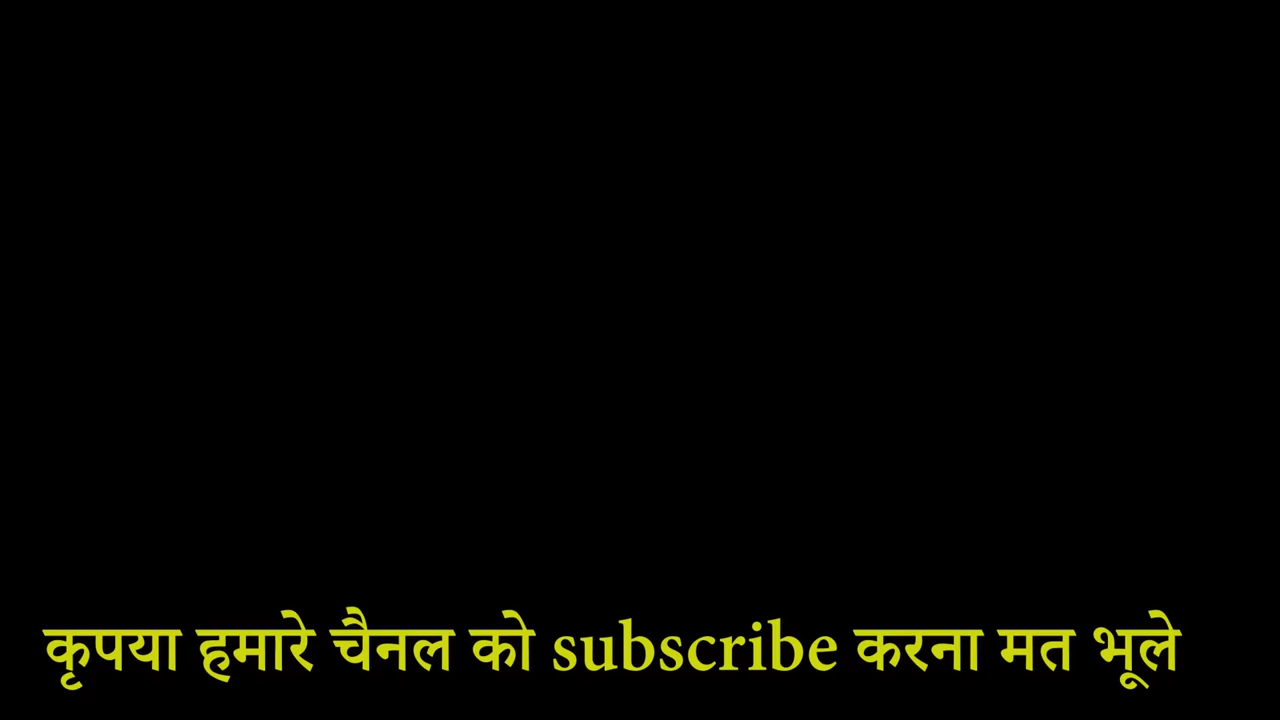 कृपया हमारे चैनल को subscribe करना मत भूले